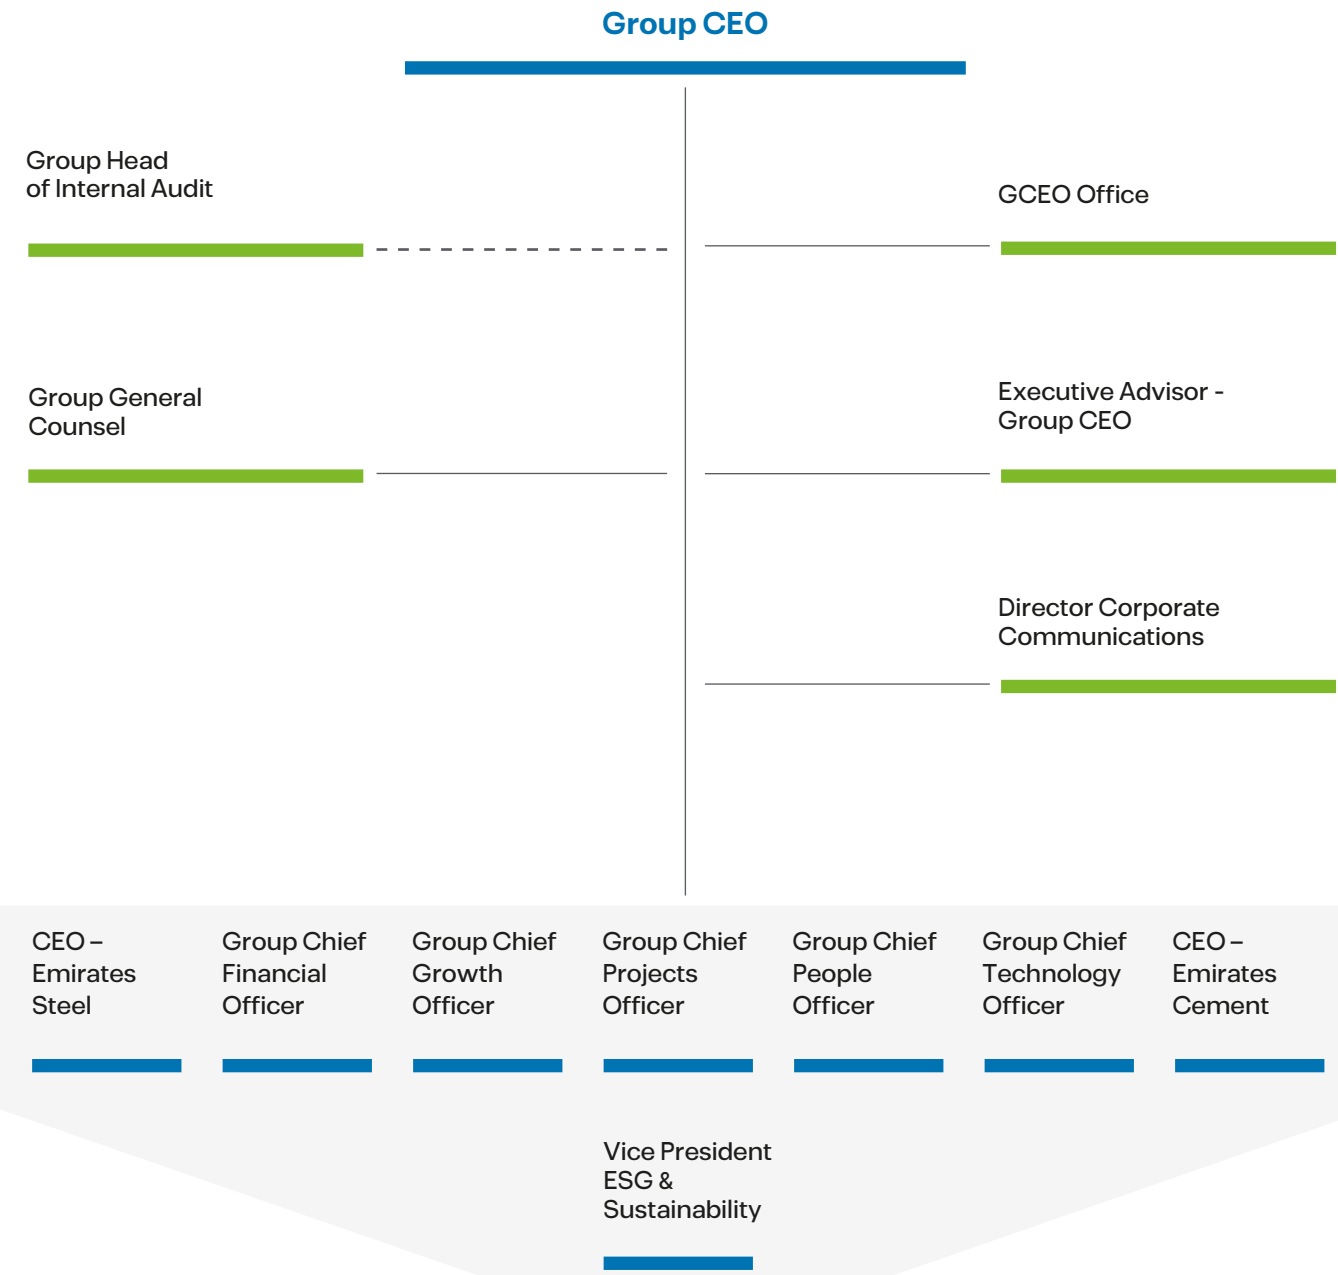 Group CEO
Group Head
of Internal Audit
GCEO Office
Group General
Counsel
Executive Advisor -
Group CEO
Director Corporate
Communications
CEO –
Emirates
Steel
Group Chief
Financial
Officer
Group Chief
Growth
Officer
Group Chief
Projects
Officer
Group Chief
People
Officer
Group Chief
Technology
Officer
CEO –
Emirates
Cement
Vice President
ESG &
Sustainability